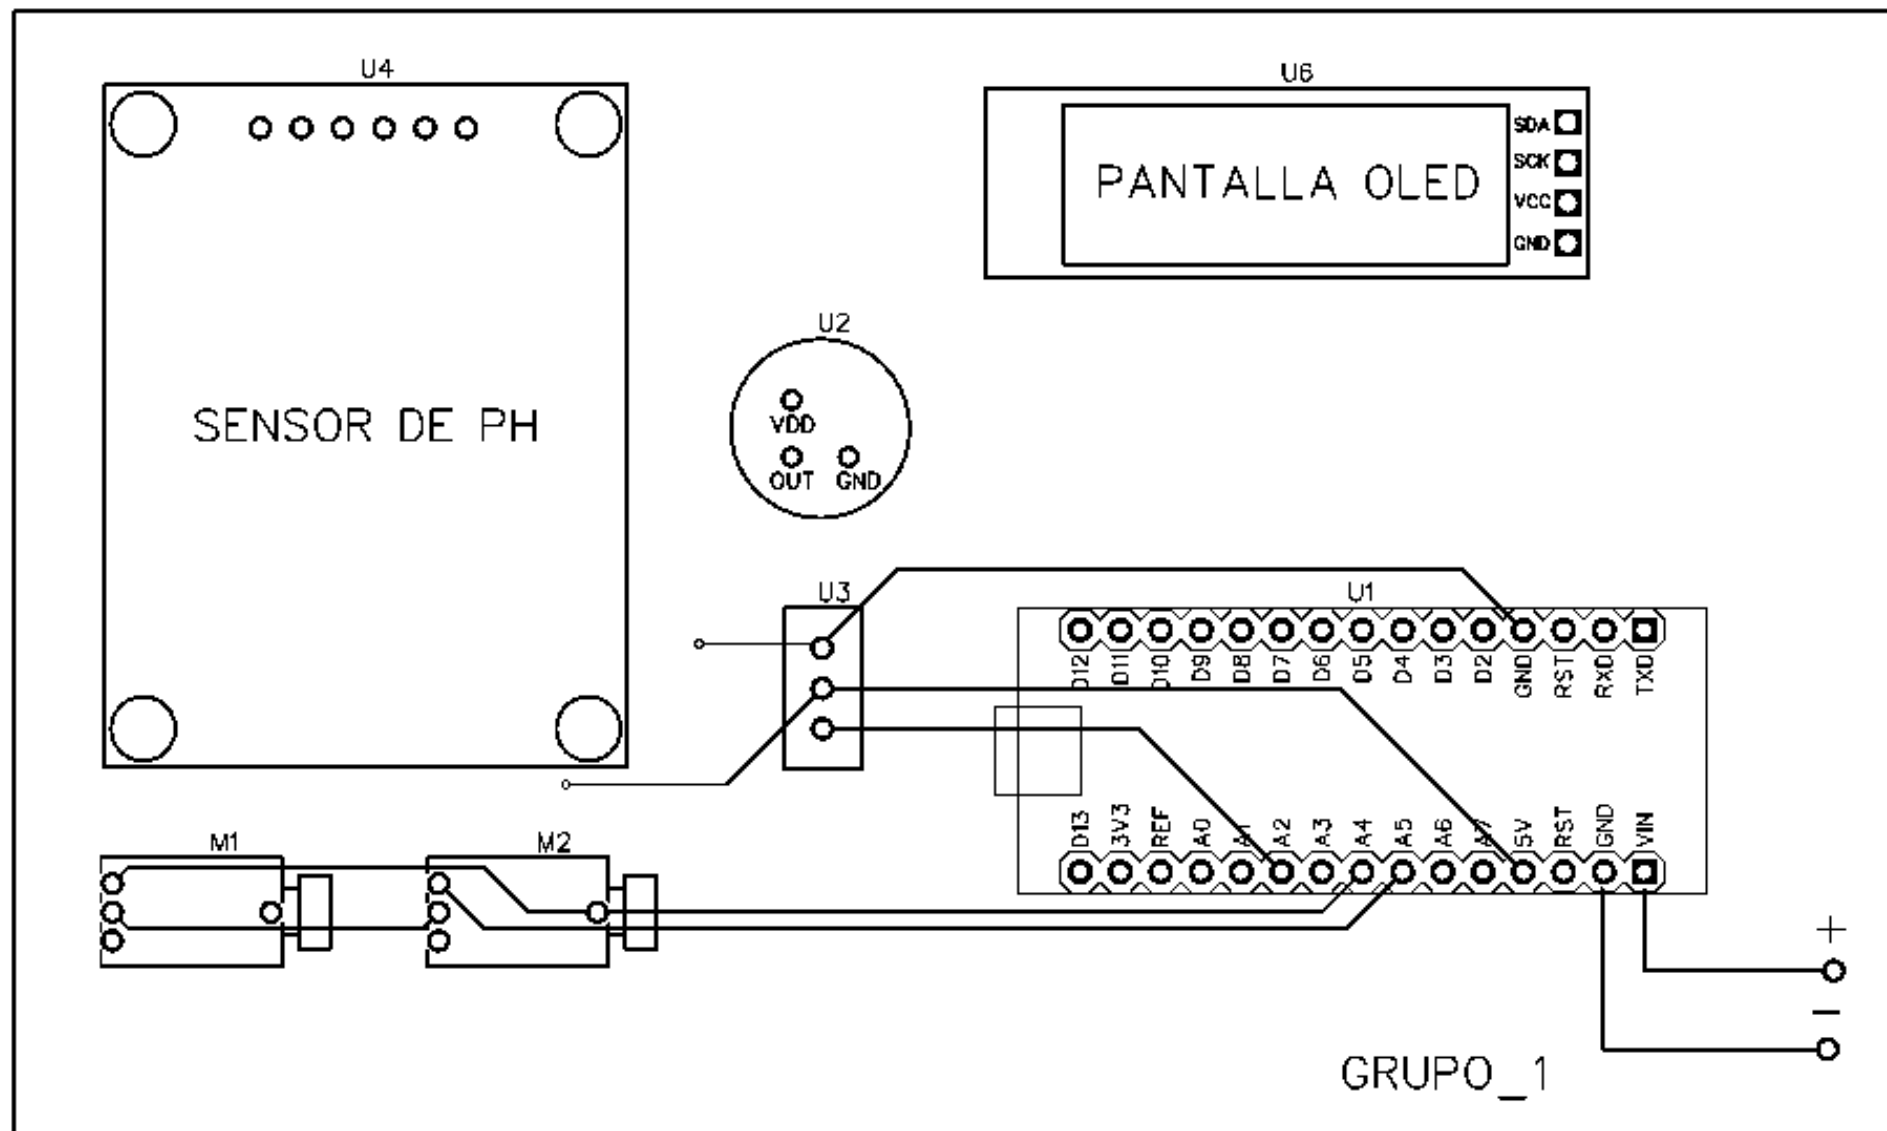 U4
U6
SDA
SCK
VCC
GND
PANTALLA OLED
U2
VDD
OUT GND
SENSOR DE PH
U3
U1
D12 D11 D10 D9 D8 D7 D6 D5 D4 D3 D2 GND RST RXD TXD
D13 3V3 REF A0 A1 A2 A3 A4 A5 A6 A7 5V RST GND VIN
M1
M2
+
−
GRUPO_1